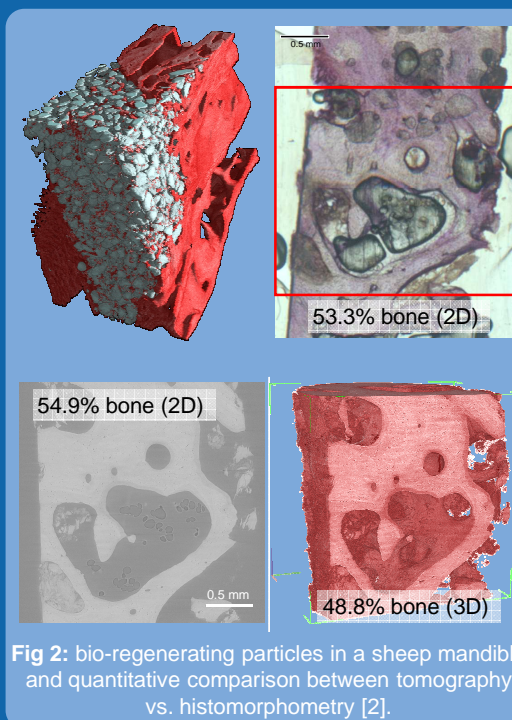 0.5 mm
53.3% bone (2D)
54.9% bone (2D)
0.5 mm
48.8% bone (3D)
Fig 2: bio-regenerating particles in a sheep mandibl
and quantitative comparison between tomography
vs. histomorphometry [2].